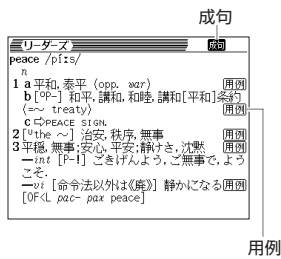 成句
リーダーズ 成句
peace /píːs/
n
1 a 平和, 泰平 (opp. war) 用例
b [ºP-] 和平, 講和, 和睦, 講和[平和]条約
(=~ treaty) 用例
c ⇨PEACE SIGN.
2 [ᵁthe ~] 治安, 秩序, 無事 用例
3 平穏, 無事;安心, 平安;静けさ, 沈黙 用例
—int [P-!] ごきげんよう, ご無事で, よう
こそ.
—vi [命令法以外は《廃》] 静かになる 用例
[OF<L pac- pax peace]
用例